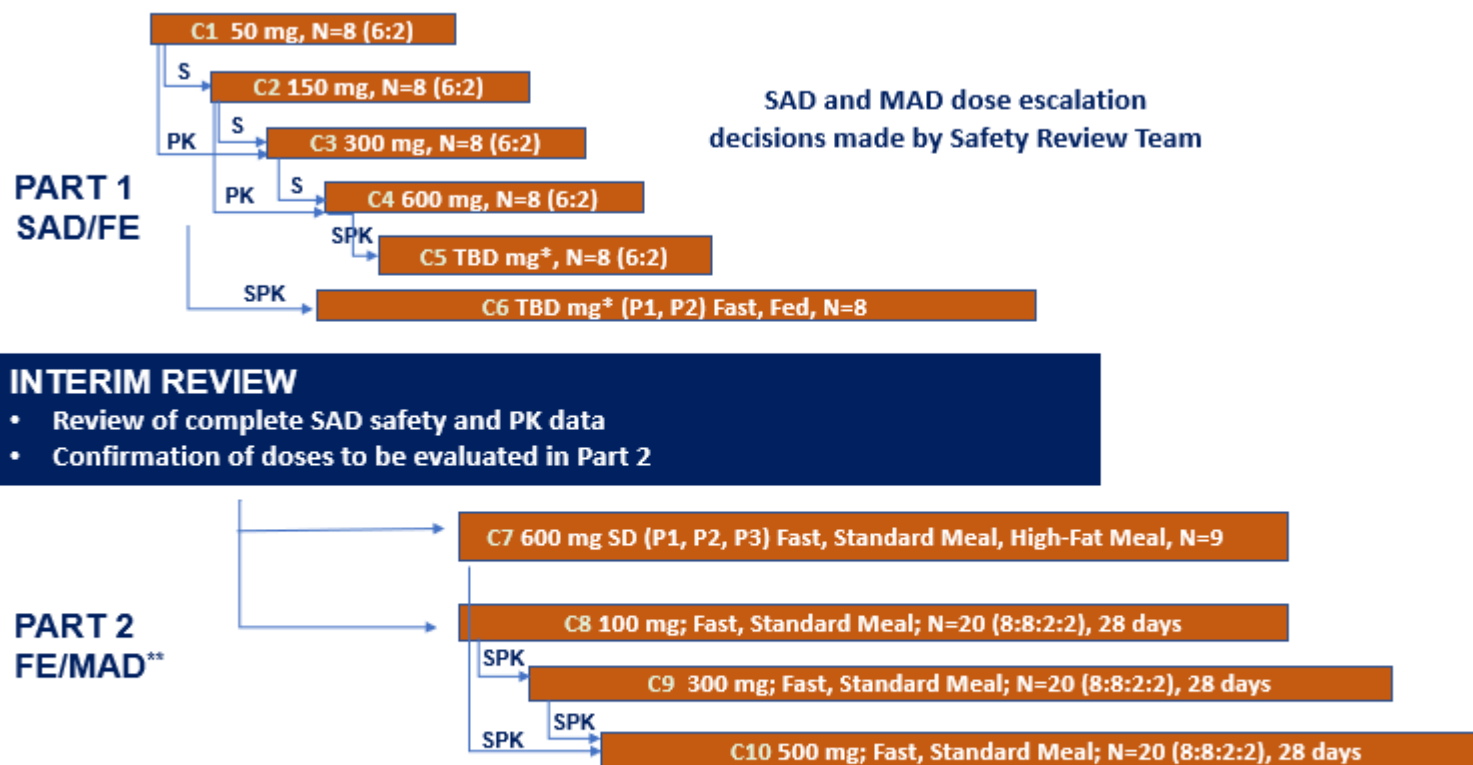 C1 50 mg, N=8 (6:2)
S
C2 150 mg, N=8 (6:2)
SAD and MAD dose escalation
decisions made by Safety Review Team
S
PK
C3 300 mg, N=8 (6:2)
PART 1
SAD/FE
S
PK
C4 600 mg, N=8 (6:2)
SPK
C5 TBD mg*, N=8 (6:2)
SPK
C6 TBD mg* (P1, P2) Fast, Fed, N=8
INTERIM REVIEW
• Review of complete SAD safety and PK data
• Confirmation of doses to be evaluated in Part 2
C7 600 mg SD (P1, P2, P3) Fast, Standard Meal, High-Fat Meal, N=9
PART 2
FE/MAD**
C8 100 mg; Fast, Standard Meal; N=20 (8:8:2:2), 28 days
SPK
C9 300 mg; Fast, Standard Meal; N=20 (8:8:2:2), 28 days
SPK
SPK
C10 500 mg; Fast, Standard Meal; N=20 (8:8:2:2), 28 days